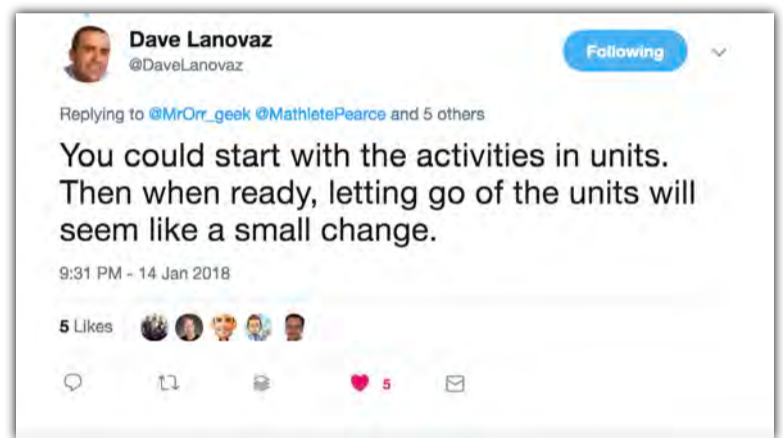 Dave Lanovaz
@DaveLanovaz
Following
Replying to @MrOrr_geek @MathletePearce and 5 others
You could start with the activities in units.
Then when ready, letting go of the units will
seem like a small change.
9:31 PM - 14 Jan 2018
5 Likes
5